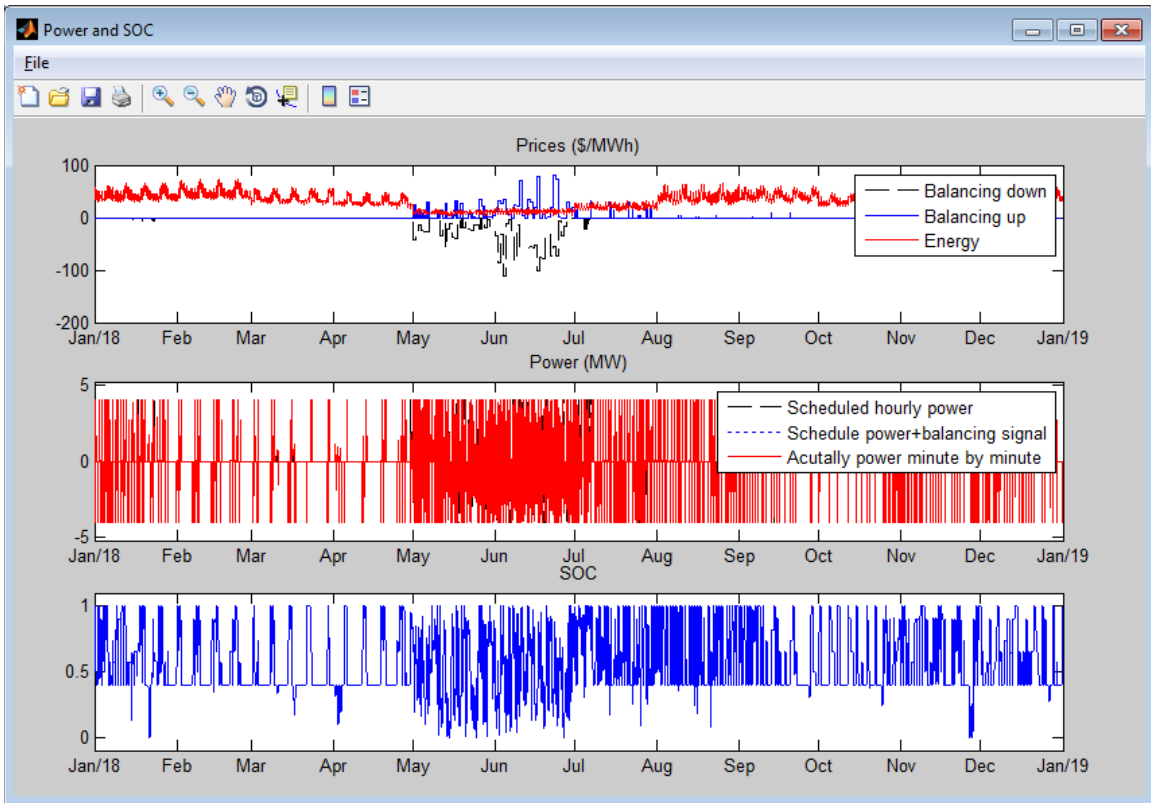 Power and SOC
File
Prices ($/MWh)
100
0
-100
-200
Balancing down
Balancing up
Energy
Jan/18 Feb Mar Apr May Jun Jul Aug Sep Oct Nov Dec Jan/19
Power (MW)
5
0
-5
Scheduled hourly power
Schedule power+balancing signal
Acutally power minute by minute
Jan/18 Feb Mar Apr May Jun Jul Aug Sep Oct Nov Dec Jan/19
SOC
1
0.5
0
Jan/18 Feb Mar Apr May Jun Jul Aug Sep Oct Nov Dec Jan/19